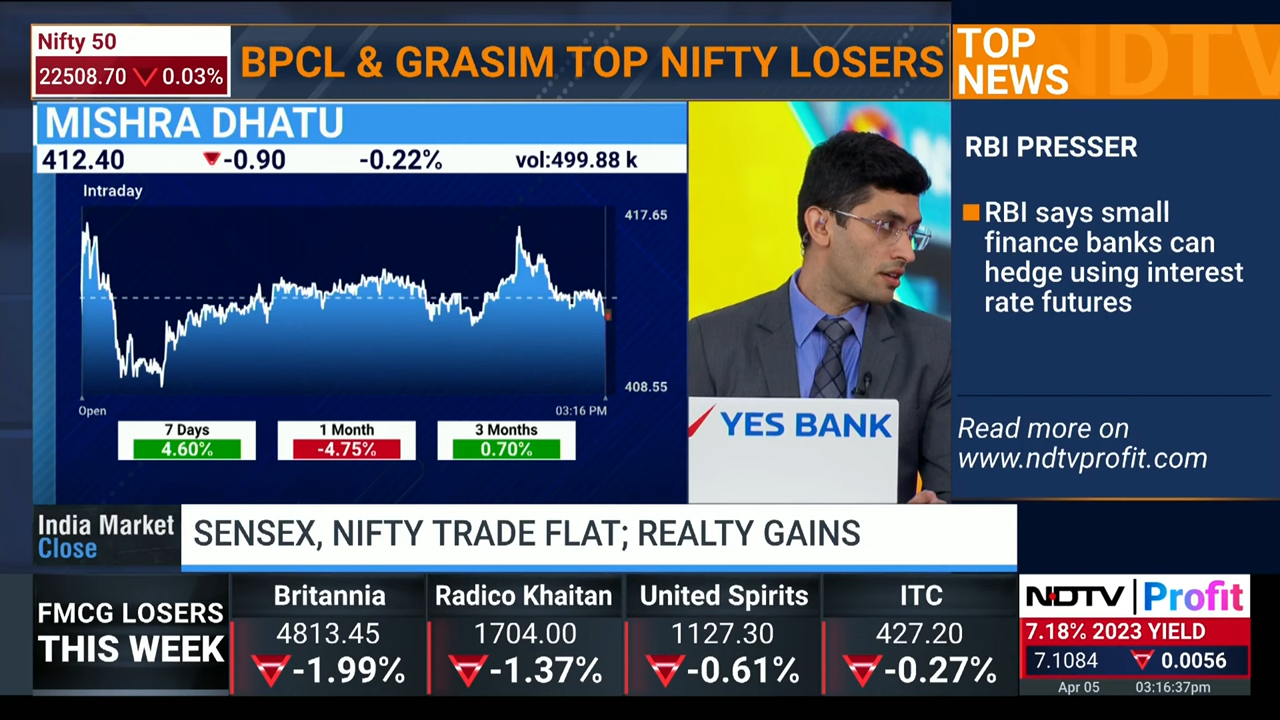 Nifty 50
22508.70 0.03%
BPCL & GRASIM TOP NIFTY LOSERS
NDTV
TOP
NEWS
MISHRA DHATU
412.40 -0.90 -0.22% vol:499.88 k
Intraday
417.65
408.55
Open 03:16 PM
7 Days 1 Month 3 Months
4.60% -4.75% 0.70%
YES BANK
RBI PRESSER
RBI says small
finance banks can
hedge using interest
rate futures
Read more on
www.ndtvprofit.com
India Market
Close
SENSEX, NIFTY TRADE FLAT; REALTY GAINS
FMCG LOSERS
THIS WEEK
Britannia
4813.45
-1.99%
Radico Khaitan
1704.00
-1.37%
United Spirits
1127.30
-0.61%
ITC
427.20
-0.27%
NDTV Profit
7.18% 2023 YIELD
7.1084 0.0056
Apr 05 03:16:37pm